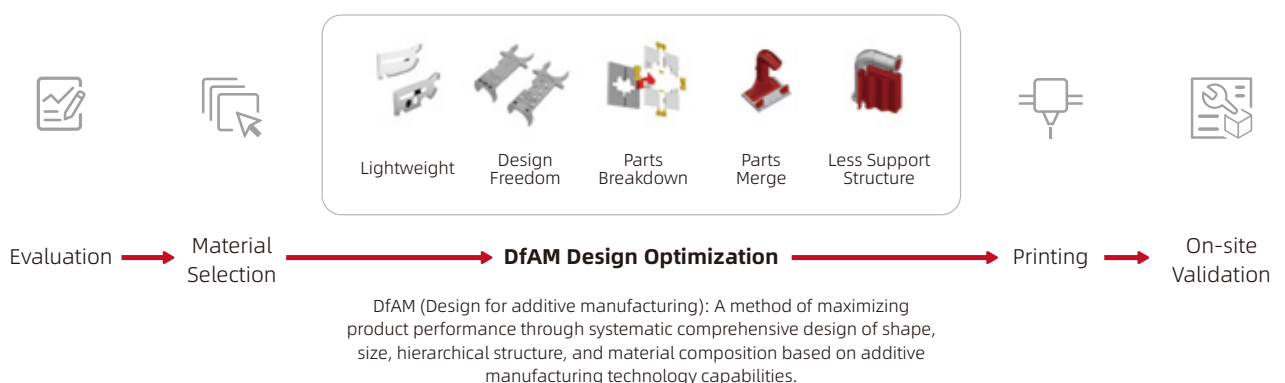 Lightweight
Design
Freedom
Parts
Breakdown
Parts
Merge
Less Support
Structure
Evaluation
Material
Selection
DfAM Design Optimization
Printing
On-site
Validation
DfAM (Design for additive manufacturing): A method of maximizing
product performance through systematic comprehensive design of shape,
size, hierarchical structure, and material composition based on additive
manufacturing technology capabilities.